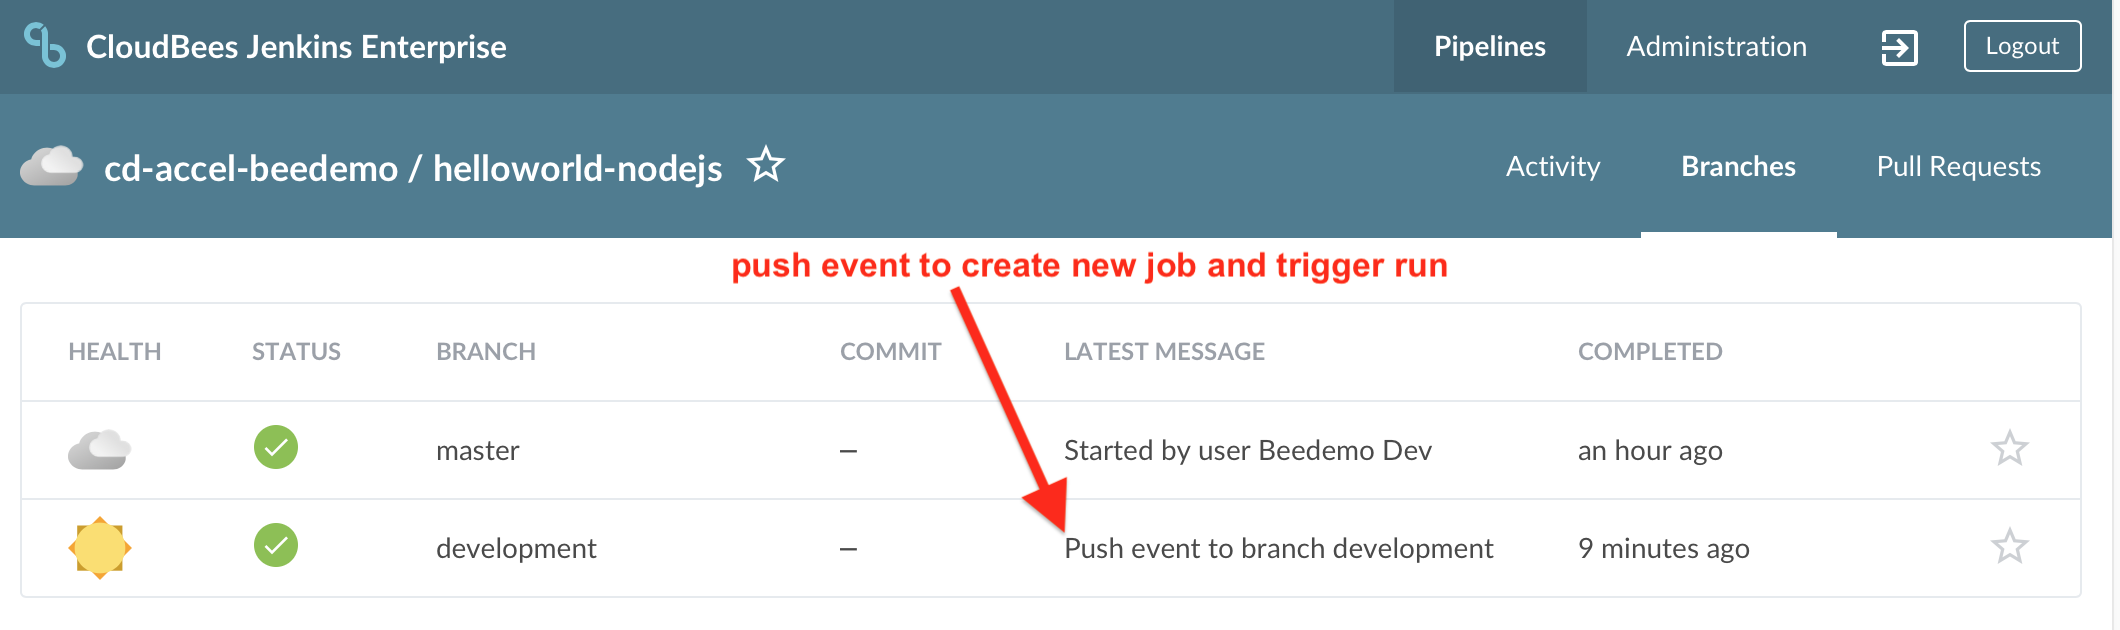 CloudBees Jenkins Enterprise Pipelines Administration Logout
cd-accel-beedemo / helloworld-nodejs Activity Branches Pull Requests
push event to create new job and trigger run
HEALTH STATUS BRANCH COMMIT LATEST MESSAGE COMPLETED
master – Started by user Beedemo Dev an hour ago
development – Push event to branch development 9 minutes ago